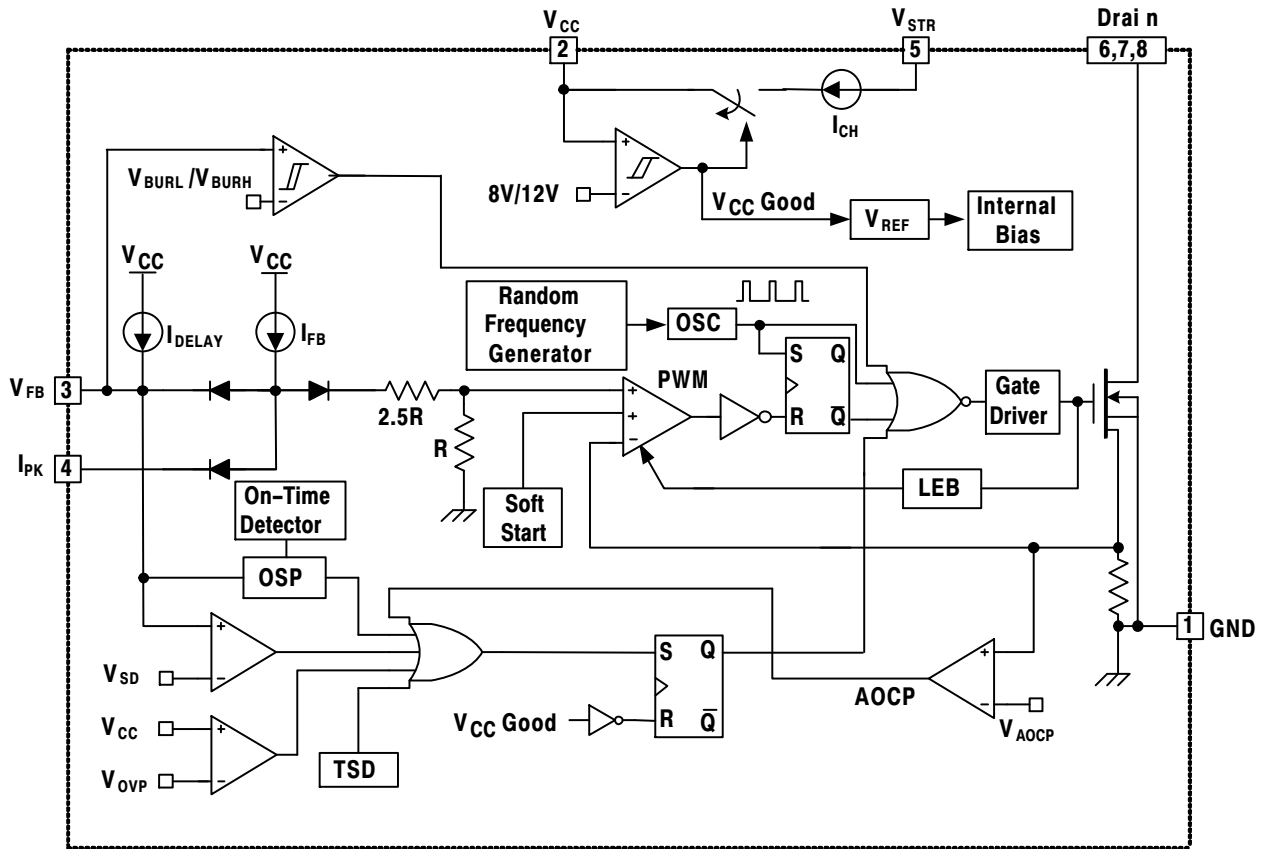 VCC
VSTR
Drai n
2
5
6,7,8
ICH
+
−
VBURL /VBURH
8V/12V
+
−
VCC Good
VREF
Internal
Bias
VCC
VCC
IDELAY
IFB
Random
Frequency
Generator
OSC
S Q
R Q̅
PWM
+
+
−
VFB 3
2.5R
R
Gate
Driver
IPK 4
LEB
On−Time
Detector
Soft
Start
OSP
1 GND
VSD
+
−
S Q
R Q̅
AOCP
+
−
VAOCP
VCC Good
VCC
VOVP
+
−
TSD